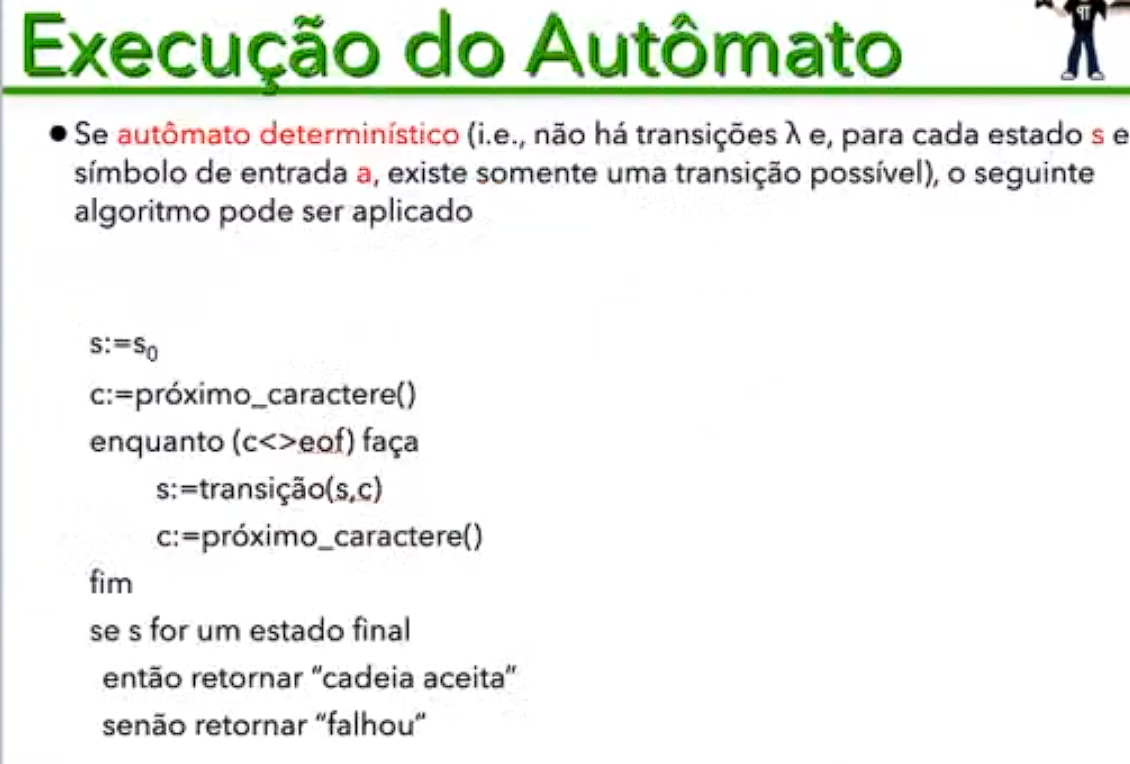 Execução do Autômato
● Se autômato determinístico (i.e., não há transições λ e, para cada estado s e
símbolo de entrada a, existe somente uma transição possível), o seguinte
algoritmo pode ser aplicado
s:=s₀
c:=próximo_caractere()
enquanto (c<>eof) faça
s:=transição(s,c)
c:=próximo_caractere()
fim
se s for um estado final
então retornar “cadeia aceita”
senão retornar “falhou”